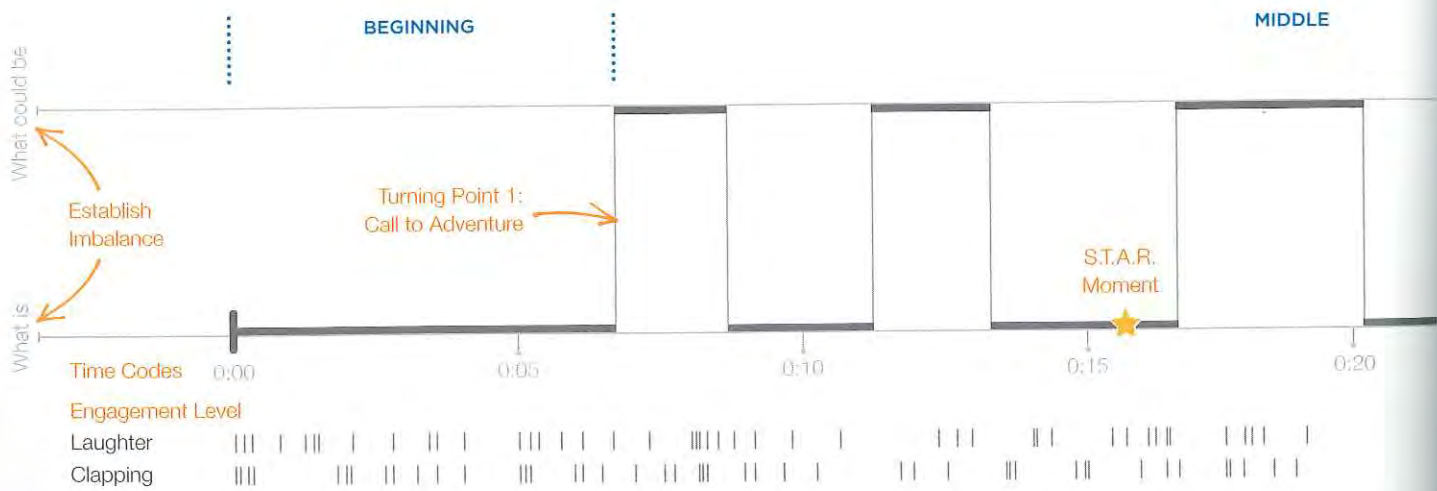 BEGINNING
MIDDLE
What could be
Establish
Imbalance
Turning Point 1:
Call to Adventure
S.T.A.R.
Moment
What is
Time Codes
0:00
0:05
0:10
0:15
0:20
Engagement Level
Laughter
Clapping